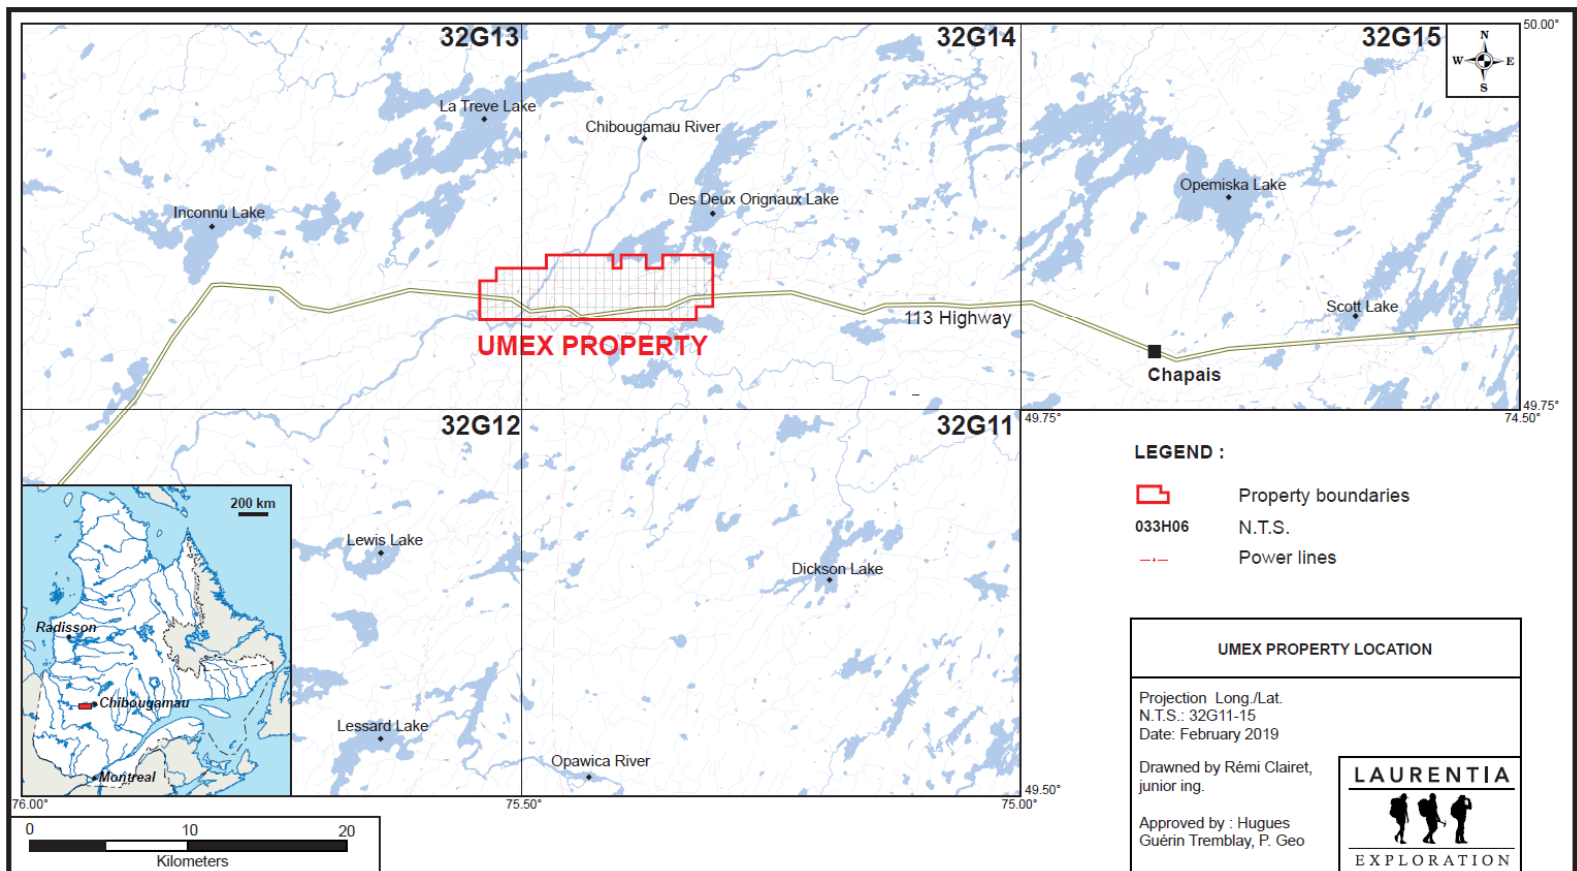 32G13
32G14
32G15
50.00°
N
W
E
S
La Treve Lake
Chibougamau River
Des Deux Orignaux Lake
Opemiska Lake
Inconnu Lake
Scott Lake
113 Highway
UMEX PROPERTY
Chapais
49.75°
74.50°
49.75°
32G12
32G11
LEGEND :
Property boundaries
033H06 N.T.S.
Power lines
200 km
Radisson
Chibougamau
Montreal
Lewis Lake
Dickson Lake
Lessard Lake
Opawica River
49.50°
76.00°
75.50°
75.00°
0 10 20
Kilometers
UMEX PROPERTY LOCATION
Projection Long./Lat.
N.T.S.: 32G11-15
Date: February 2019
Drawned by Rémi Clairet,
junior ing.
Approved by : Hugues
Guérin Tremblay, P. Geo
LAURENTIA
EXPLORATION